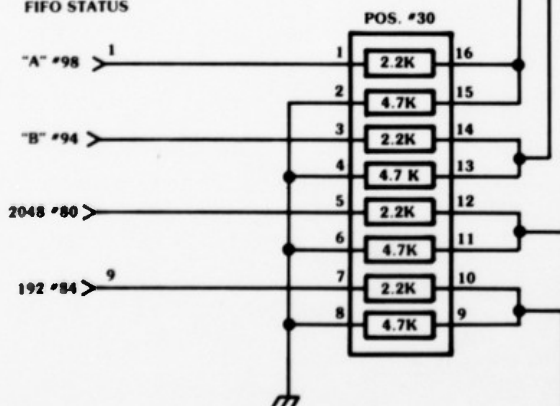 FIFO STATUS
POS. #30
"A" #98 1 1 2.2K 16
2 4.7K 15
"B" #94 3 2.2K 14
4 4.7 K 13
2048 #80 5 2.2K 12
6 4.7K 11
192 #84 9 7 2.2K 10
8 4.7K 9